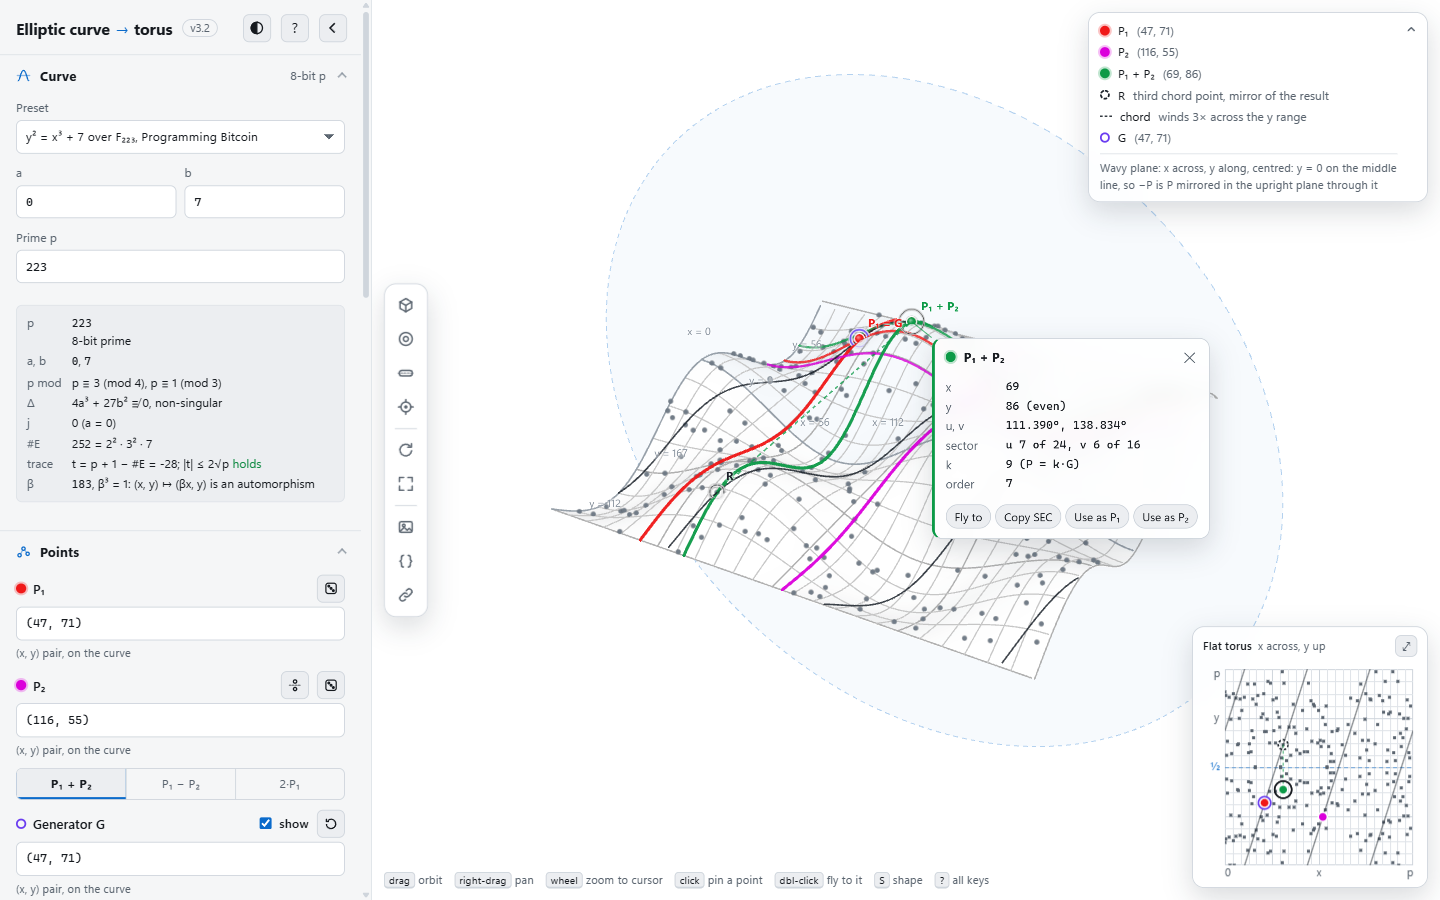 Elliptic curve → torus v3.2
?
Curve 8-bit p
Preset
y² = x³ + 7 over F₂₂₃, Programming Bitcoin
a b
0 7
Prime p
223
p 223
8-bit prime
a, b 0, 7
p mod p ≡ 3 (mod 4), p ≡ 1 (mod 3)
Δ 4a³ + 27b² ≢ 0, non-singular
j 0 (a = 0)
#E 252 = 2² · 3² · 7
trace t = p + 1 − #E = -28; |t| ≤ 2√p holds
β 183, β³ = 1: (x, y) ↦ (βx, y) is an automorphism
Points
P₁
(47, 71)
(x, y) pair, on the curve
P₂
(116, 55)
(x, y) pair, on the curve
P₁ + P₂ P₁ − P₂ 2·P₁
Generator G show
(47, 71)
(x, y) pair, on the curve
P₁ (47, 71)
P₂ (116, 55)
P₁ + P₂ (69, 86)
R third chord point, mirror of the result
chord winds 3× across the y range
G (47, 71)
Wavy plane: x across, y along, centred: y = 0 on the middle
line, so −P is P mirrored in the upright plane through it
P₁ + P₂
G
x = 0
y = 56
x = 56
x = 112
y = 167
R
y = 112
P₁ + P₂
x 69
y 86 (even)
u, v 111.390°, 138.834°
sector u 7 of 24, v 6 of 16
k 9 (P = k·G)
order 7
Fly to Copy SEC Use as P₁ Use as P₂
Flat torus x across, y up
p
y
½
0 x p
drag orbit right-drag pan wheel zoom to cursor click pin a point dbl-click fly to it S shape ? all keys